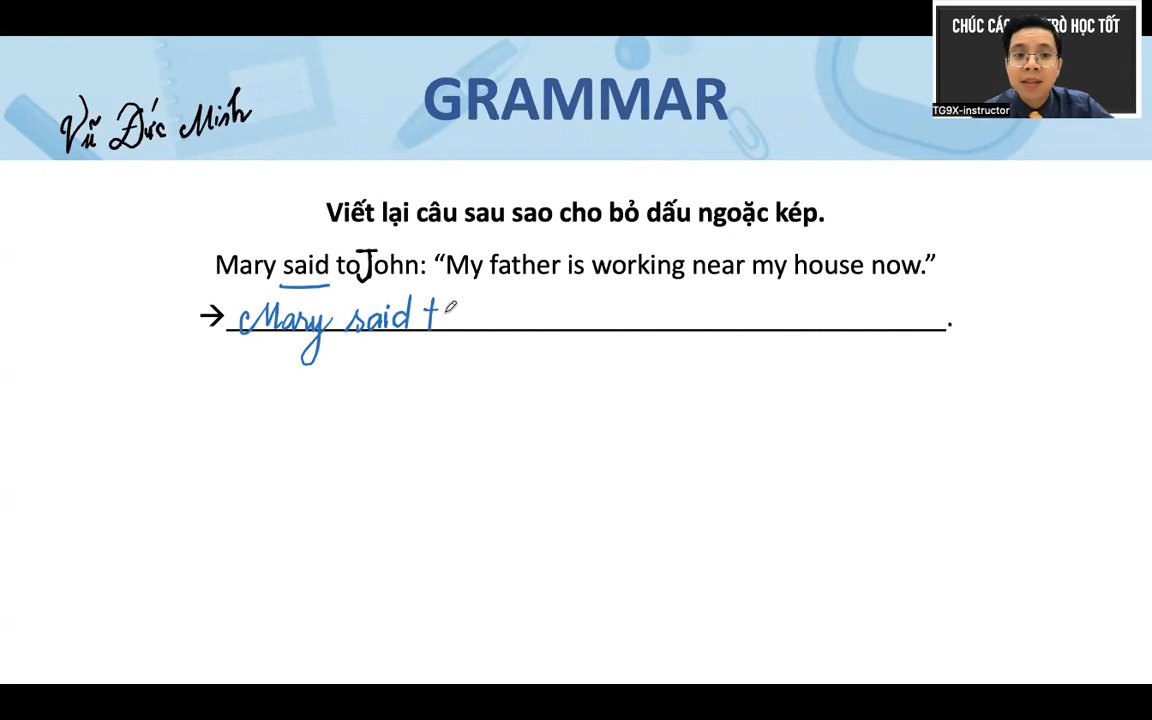 CHÚC CÁC TRÒ HỌC TỐT
TG9X-instructor
GRAMMAR
Vũ Đức Minh
Viết lại câu sau sao cho bỏ dấu ngoặc kép.
Mary said to John: “My father is working near my house now.”
→ Mary said t .